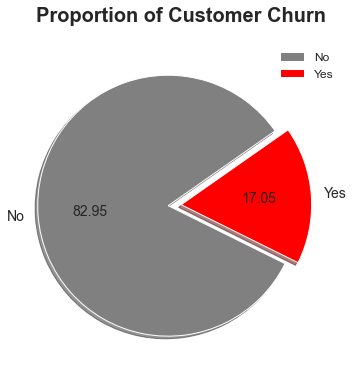 Proportion of Customer Churn
No
Yes
Yes
17.05
82.95
No